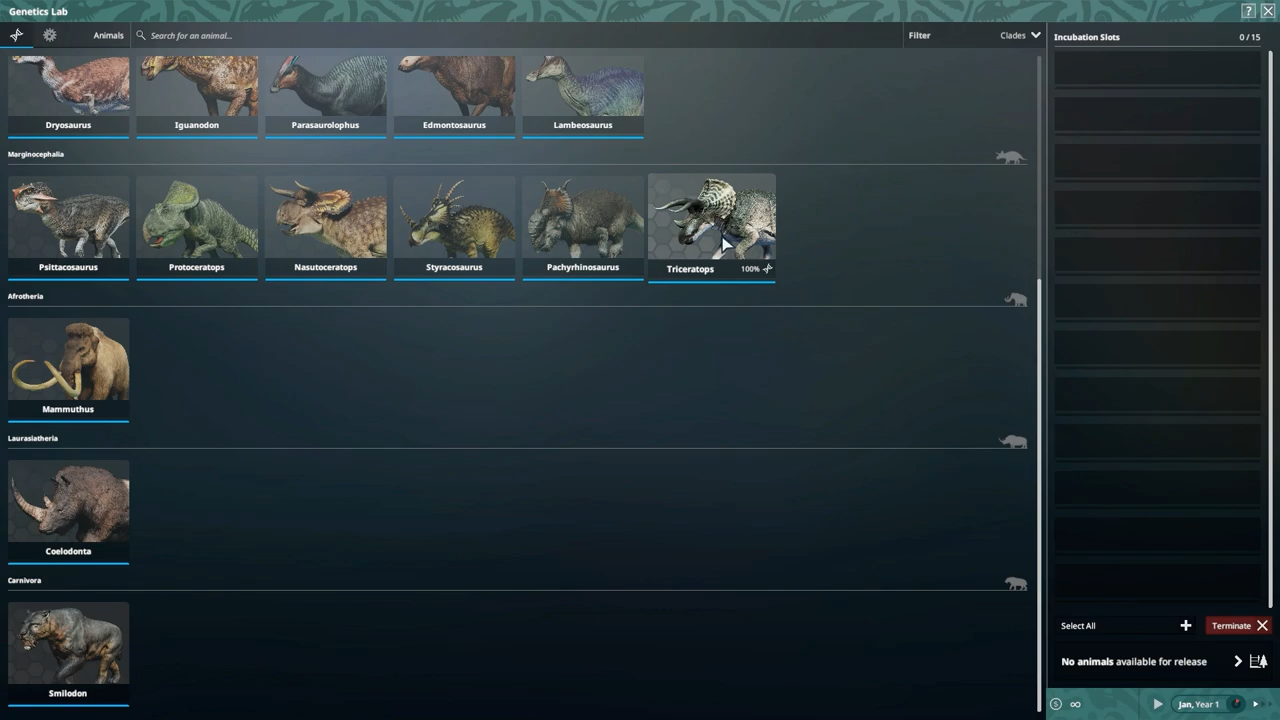 Genetics Lab
?
Animals
Search for an animal...
Filter
Clades
Incubation Slots
0 / 15
Dryosaurus
Iguanodon
Parasaurolophus
Edmontosaurus
Lambeosaurus
Marginocephalia
Psittacosaurus
Protoceratops
Nasutoceratops
Styracosaurus
Pachyrhinosaurus
Triceratops
100%
Afrotheria
Mammuthus
Laurasiatheria
Coelodonta
Carnivora
Smilodon
Select All
Terminate
No animals available for release
$ ∞
Jan, Year 1